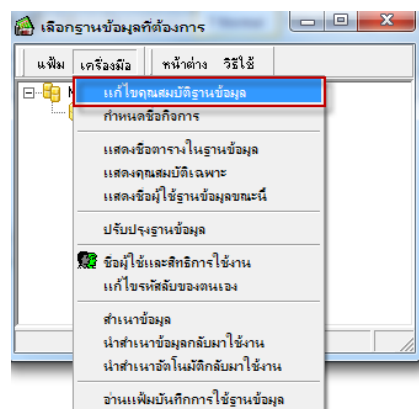 เลือกฐานข้อมูลที่ต้องการ
แฟ้ม เครื่องมือ หน้าต่าง วิธีใช้
แก้ไขคุณสมบัติฐานข้อมูล
กำหนดชื่อกิจการ
แสดงชื่อตารางในฐานข้อมูล
แสดงคุณสมบัติเฉพาะ
แสดงชื่อผู้ใช้ฐานข้อมูลขณะนี้
ปรับปรุงฐานข้อมูล
ชื่อผู้ใช้และสิทธิการใช้งาน
แก้ไขรหัสลับของตนเอง
สำเนาข้อมูล
นำสำเนาข้อมูลกลับมาใช้งาน
นำสำเนาอัตโนมัติกลับมาใช้งาน
อ่านแฟ้มบันทึกการใช้ฐานข้อมูล